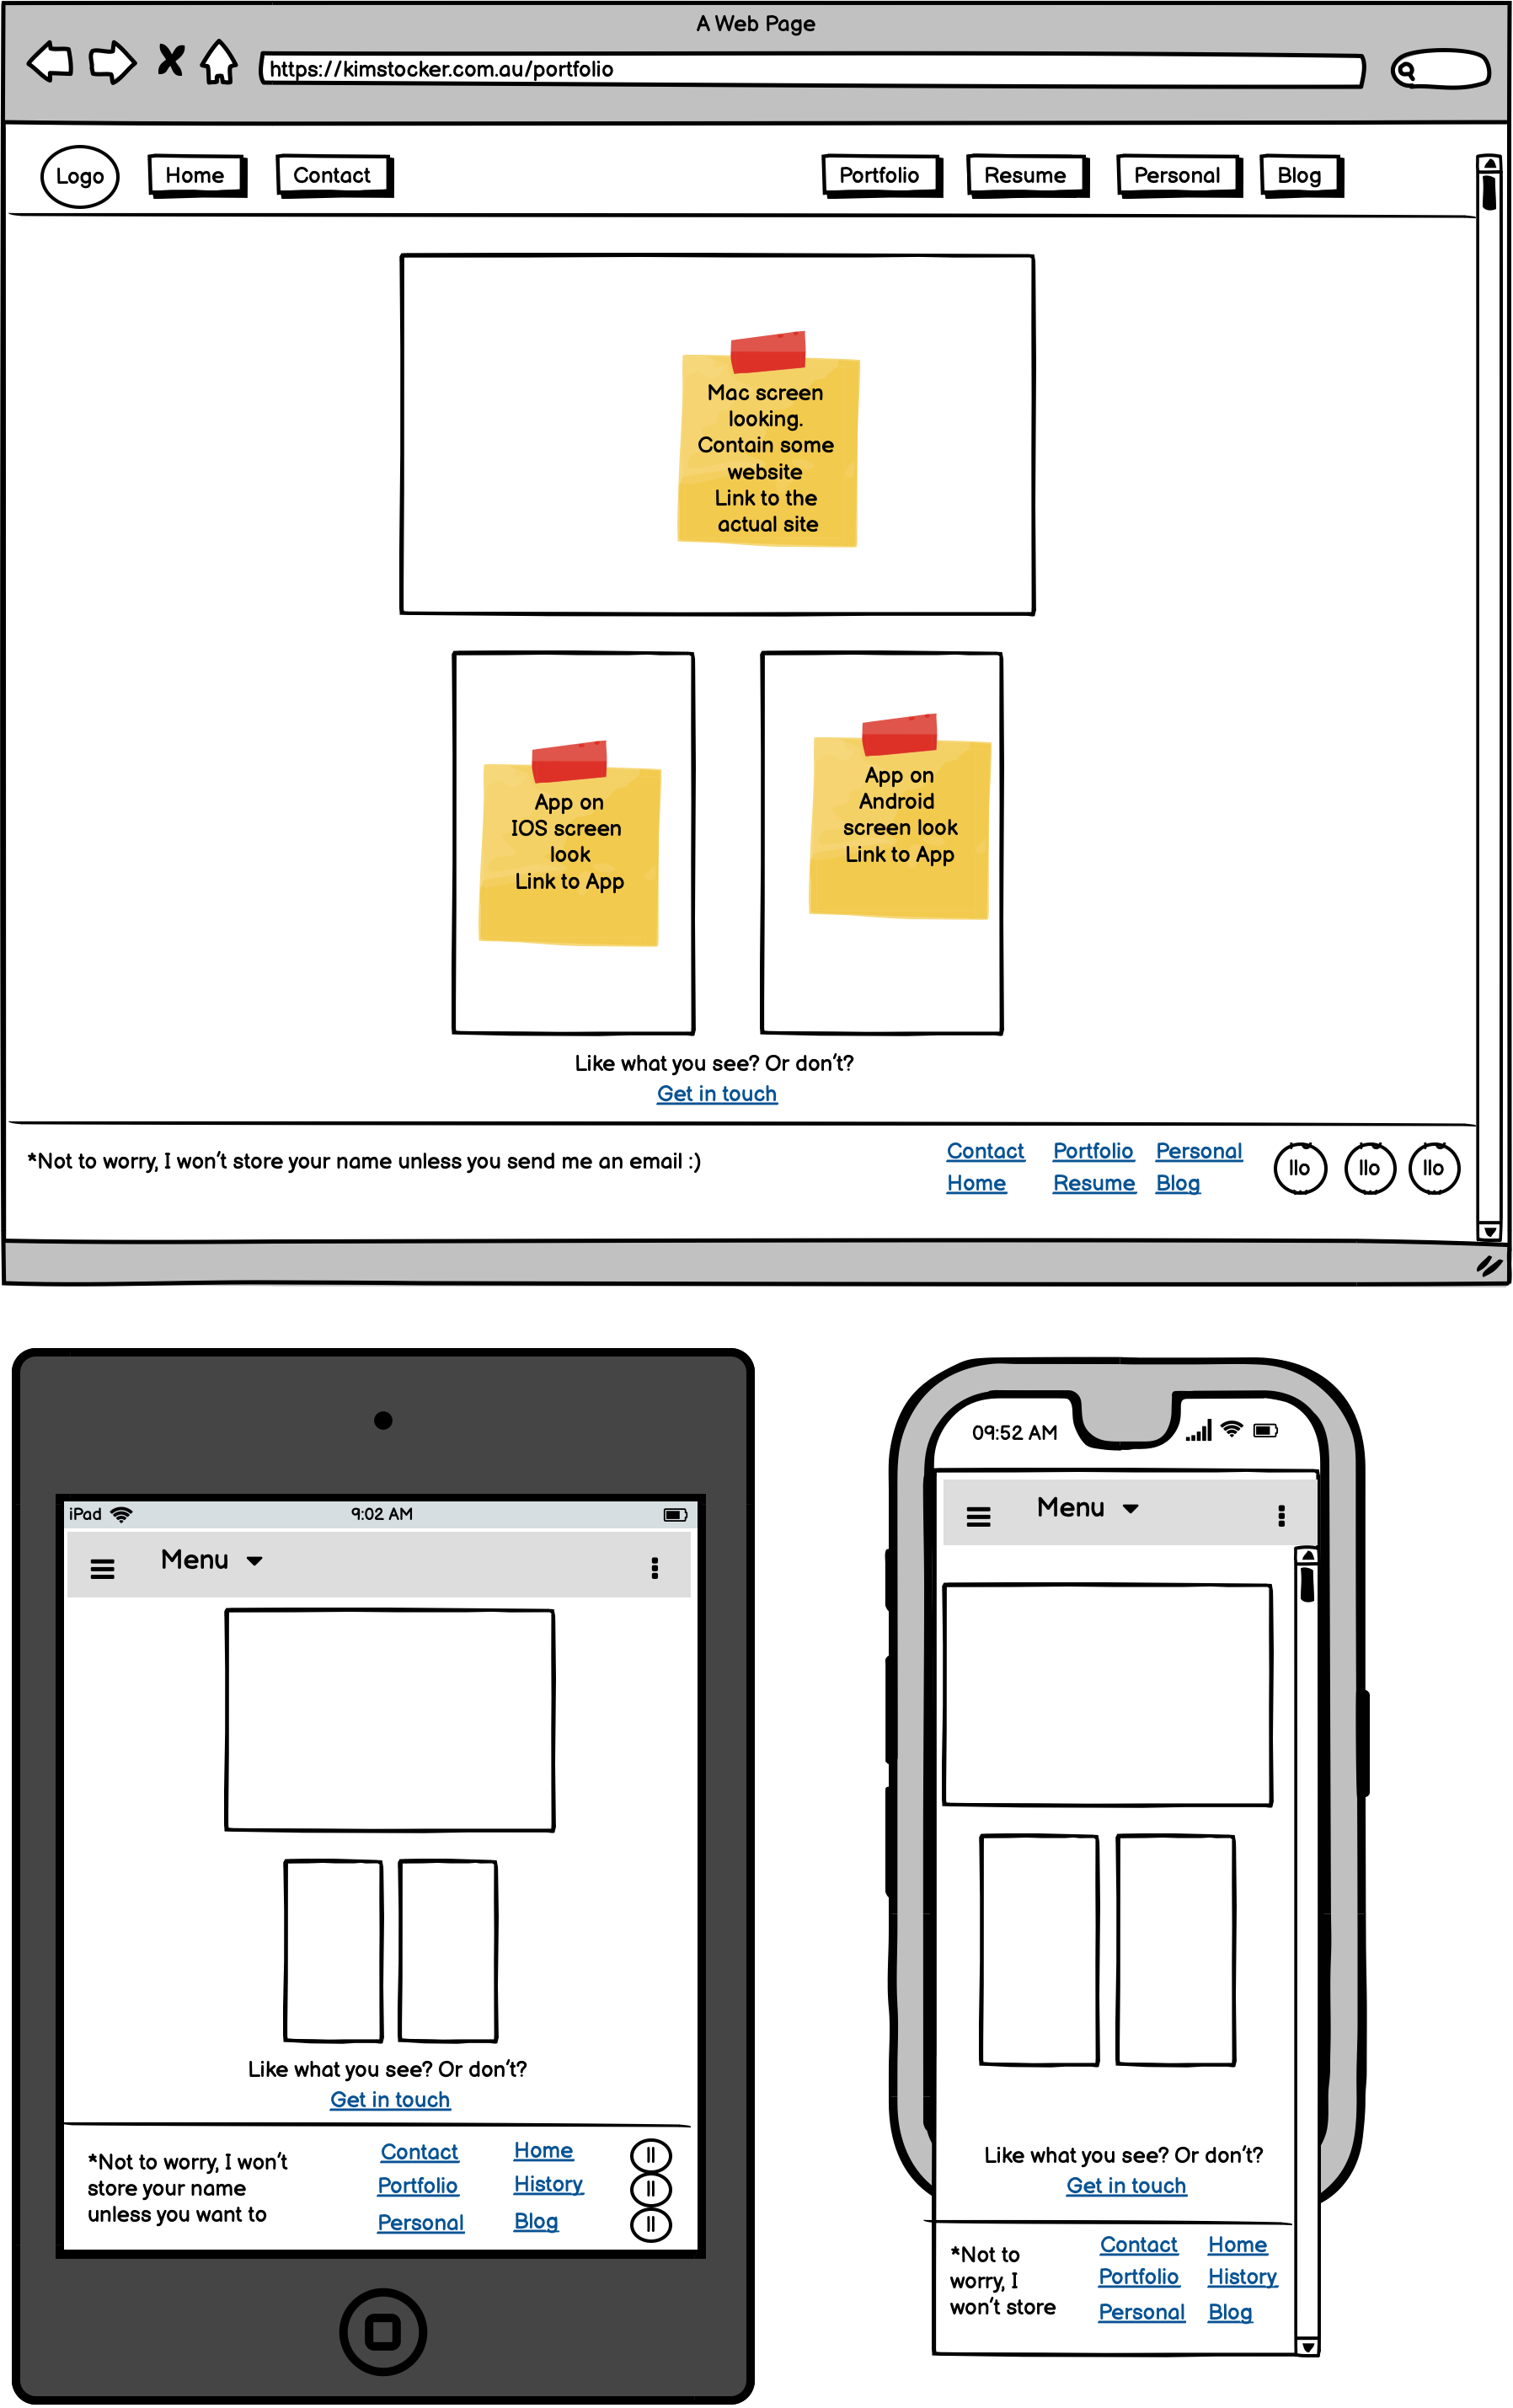 A Web Page
https://kimstocker.com.au/portfolio
Logo
Home
Contact
Portfolio
Resume
Personal
Blog
Mac screen
looking.
Contain some
website
Link to the
actual site
App on
IOS screen
look
Link to App
App on
Android
screen look
Link to App
Like what you see? Or don't?
Get in touch
*Not to worry, I won't store your name unless you send me an email :)
Contact Portfolio Personal
Home Resume Blog
llo llo llo
iPad 9:02 AM
Menu
Like what you see? Or don't?
Get in touch
*Not to worry, I won't
store your name
unless you want to
Contact Home
Portfolio History
Personal Blog
ll
ll
ll
09:52 AM
Menu
Like what you see? Or don't?
Get in touch
*Not to
worry, I
won't store
Contact Home
Portfolio History
Personal Blog